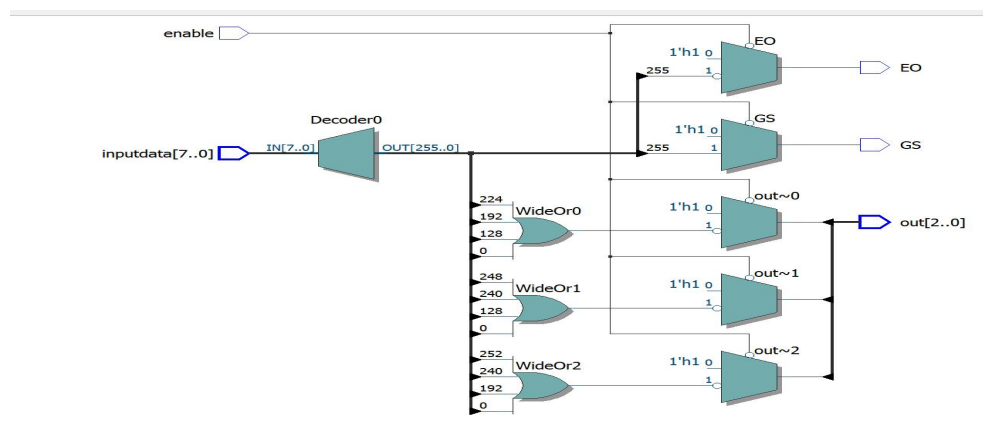 enable
EO
1'h1 0
255 1
EO
Decoder0
GS
inputdata[7..0] IN[7..0] OUT[255..0]
1'h1 0
255 1
GS
224
192
128
0
WideOr0
out~0
1'h1 0
1
out[2..0]
248
240
128
0
WideOr1
out~1
1'h1 0
1
252
240
192
0
WideOr2
out~2
1'h1 0
1